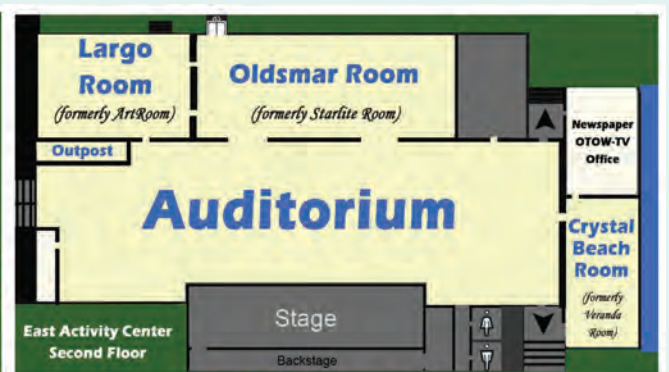 Largo
Room
(formerly ArtRoom)
Oldsmar Room
(formerly Starlite Room)
Outpost
Newspaper
OTOW-TV
Office
Auditorium
Crystal
Beach
Room
(formerly
Veranda
Room)
Stage
Backstage
East Activity Center
Second Floor